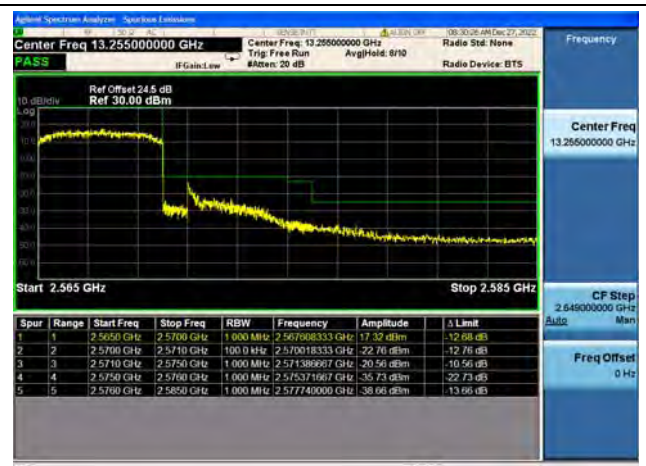 Agilent Spectrum Analyzer Spurious Emissions
RF 50 Ω AC SENSE:INT ALIGN OFF 08:30:26 AM Dec 27, 2022
Center Freq 13.255000000 GHz
Center Freq: 13.255000000 GHz
Radio Std: None
Trig: Free Run
Avg|Hold: 8/10
PASS
IFGain:Low
#Atten: 20 dB
Radio Device: BTS
Ref Offset 24.5 dB
10 dB/div Ref 30.00 dBm
Log
Start 2.565 GHz
Stop 2.585 GHz
Spur Range Start Freq Stop Freq RBW Frequency Amplitude Δ Limit
1 1 2.5650 GHz 2.5700 GHz 1.000 MHz 2.567608333 GHz 17.32 dBm -12.68 dB
2 2 2.5700 GHz 2.5710 GHz 100.0 kHz 2.570018333 GHz -22.76 dBm -12.76 dB
3 3 2.5710 GHz 2.5750 GHz 1.000 MHz 2.571386667 GHz -20.56 dBm -10.56 dB
4 4 2.5750 GHz 2.5760 GHz 1.000 MHz 2.575371667 GHz -35.73 dBm -22.73 dB
5 5 2.5760 GHz 2.5850 GHz 1.000 MHz 2.577740000 GHz -38.66 dBm -13.66 dB
Frequency
Center Freq
13.255000000 GHz
CF Step
2.649000000 GHz
Auto Man
Freq Offset
0 Hz